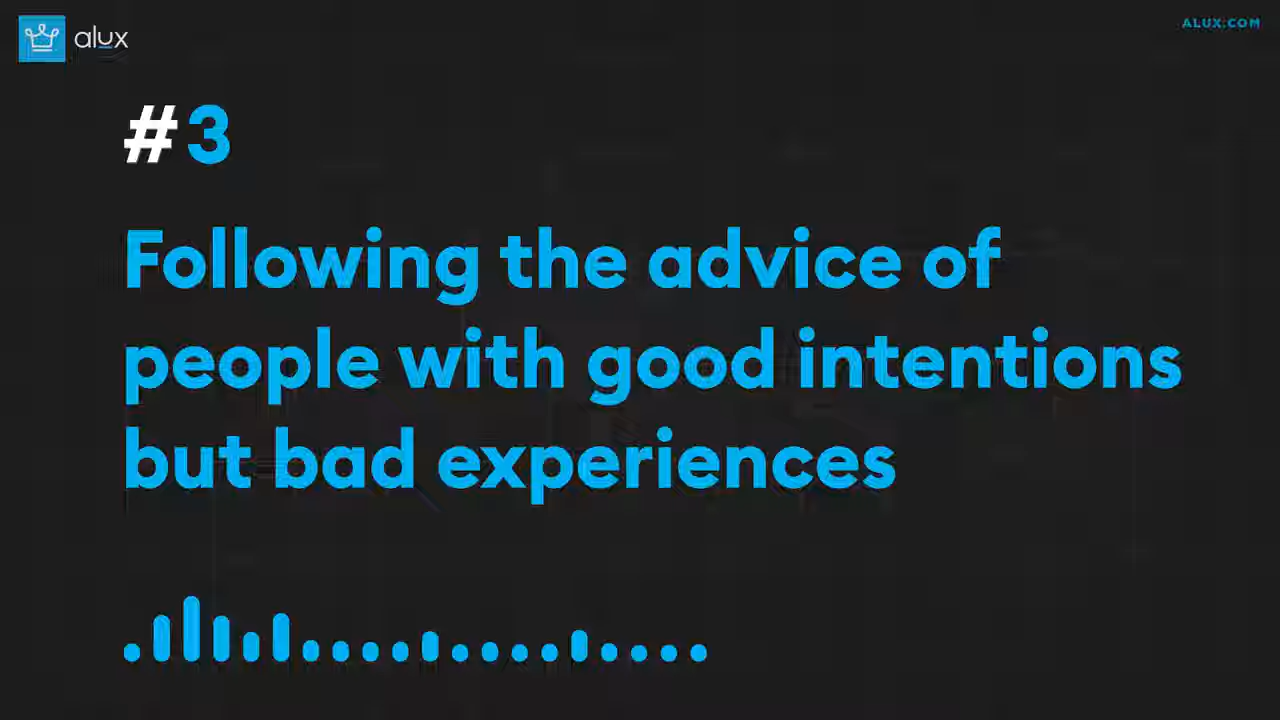 alux
ALUX.COM
#3
Following the advice of
people with good intentions
but bad experiences